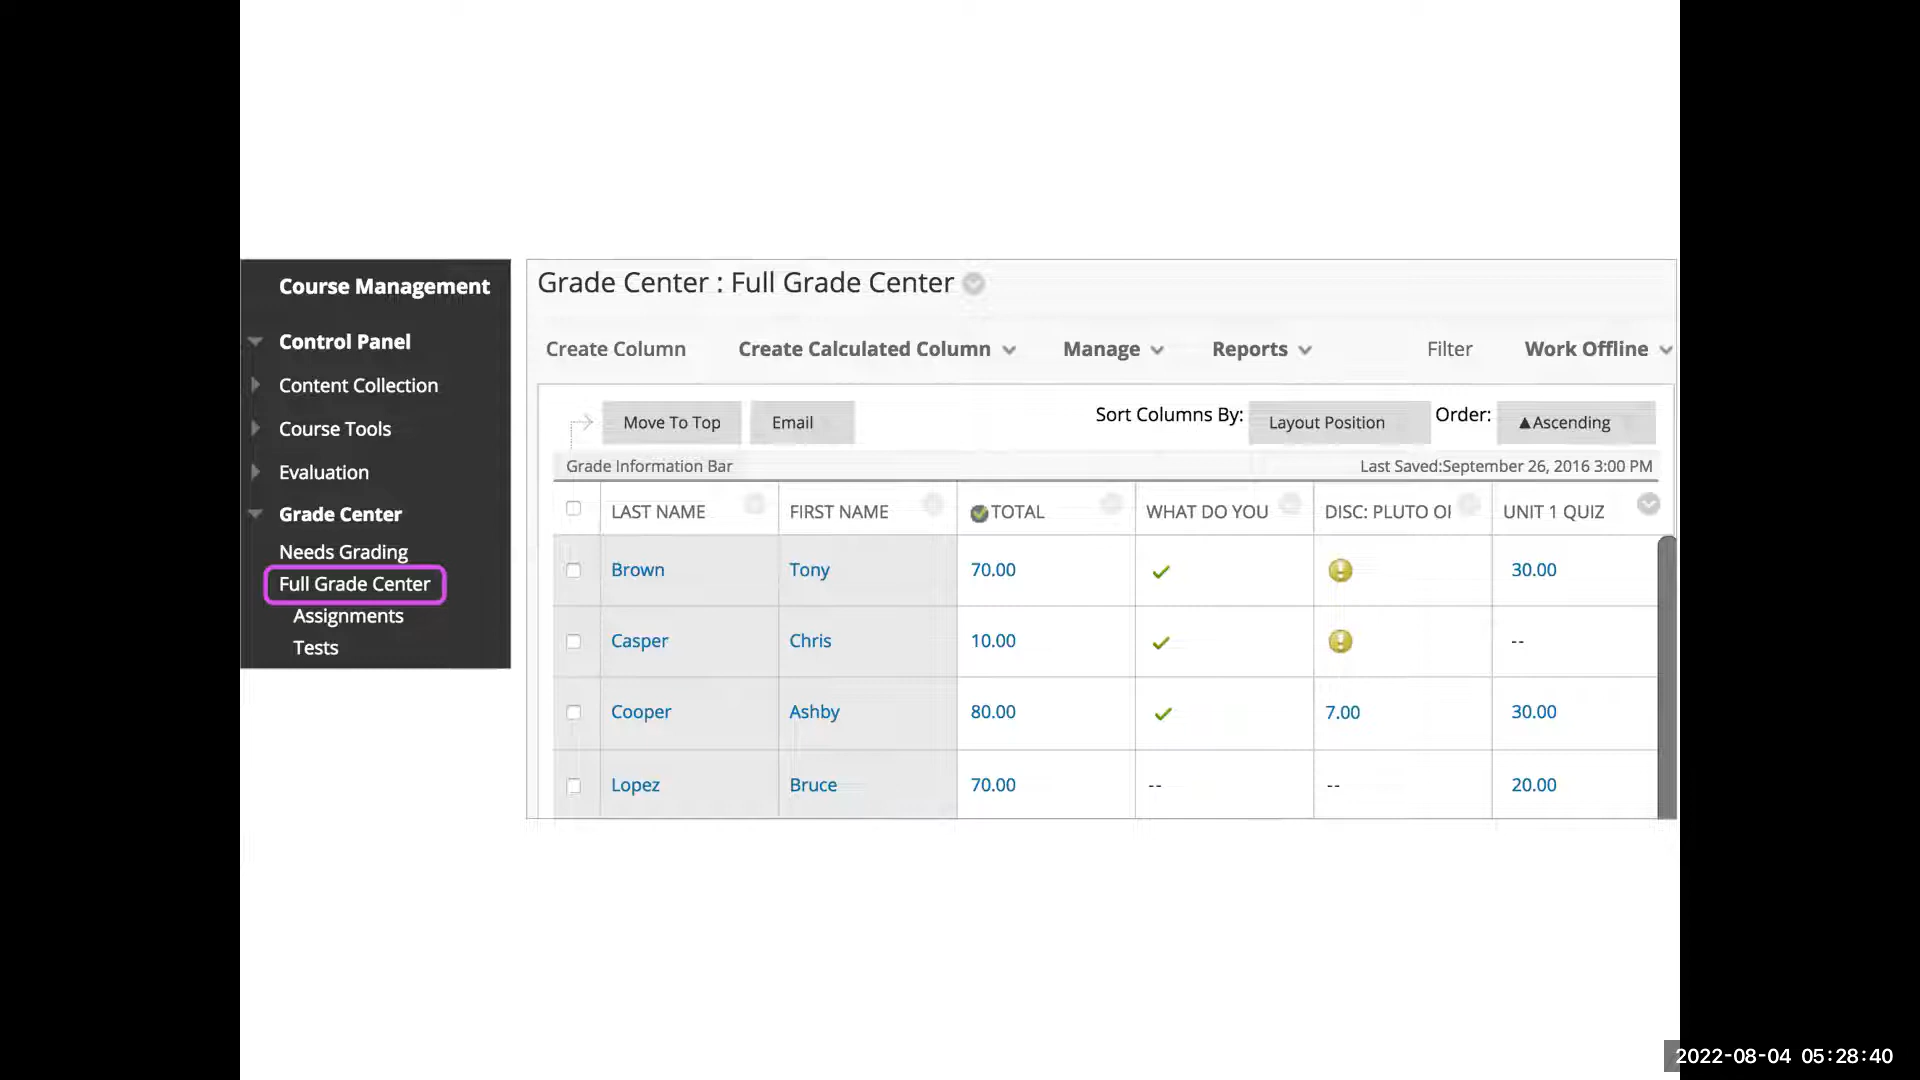 Course Management
Control Panel
Content Collection
Course Tools
Evaluation
Grade Center
Needs Grading
Full Grade Center
Assignments
Tests
Grade Center : Full Grade Center
Create Column Create Calculated Column Manage Reports Filter Work Offline
Move To Top Email Sort Columns By: Layout Position Order: ▲Ascending
Grade Information Bar Last Saved:September 26, 2016 3:00 PM
LAST NAME FIRST NAME TOTAL WHAT DO YOU DISC: PLUTO OR UNIT 1 QUIZ
Brown Tony 70.00 30.00
Casper Chris 10.00 --
Cooper Ashby 80.00 7.00 30.00
Lopez Bruce 70.00 -- -- 20.00
2022-08-04 05:28:40